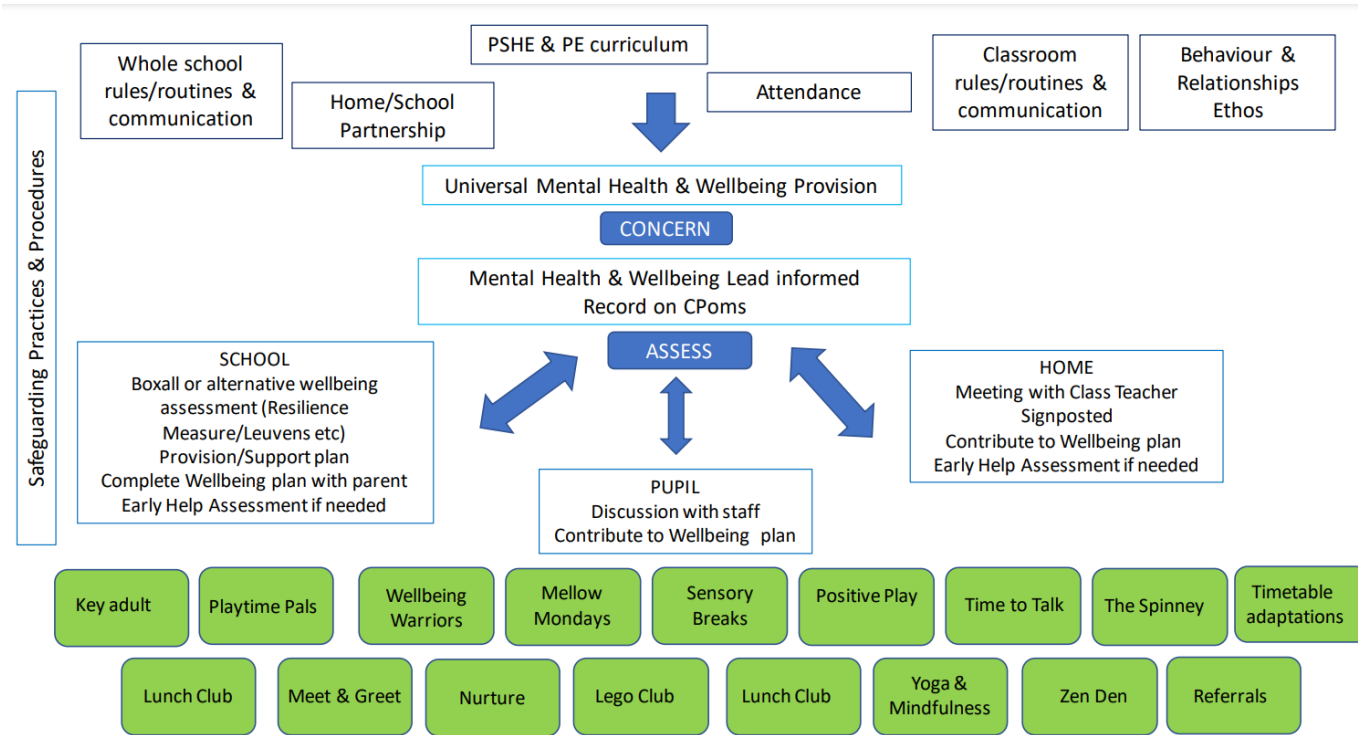 PSHE & PE curriculum
Whole school
rules/routines &
communication
Home/School
Partnership
Attendance
Classroom
rules/routines &
communication
Behaviour &
Relationships
Ethos
Safeguarding Practices & Procedures
Universal Mental Health & Wellbeing Provision
CONCERN
Mental Health & Wellbeing Lead informed
Record on CPoms
ASSESS
SCHOOL
Boxall or alternative wellbeing
assessment (Resilience
Measure/Leuvens etc)
Provision/Support plan
Complete Wellbeing plan with parent
Early Help Assessment if needed
PUPIL
Discussion with staff
Contribute to Wellbeing plan
HOME
Meeting with Class Teacher
Signposted
Contribute to Wellbeing plan
Early Help Assessment if needed
Key adult
Playtime Pals
Wellbeing
Warriors
Mellow
Mondays
Sensory
Breaks
Positive Play
Time to Talk
The Spinney
Timetable
adaptations
Lunch Club
Meet & Greet
Nurture
Lego Club
Lunch Club
Yoga &
Mindfulness
Zen Den
Referrals